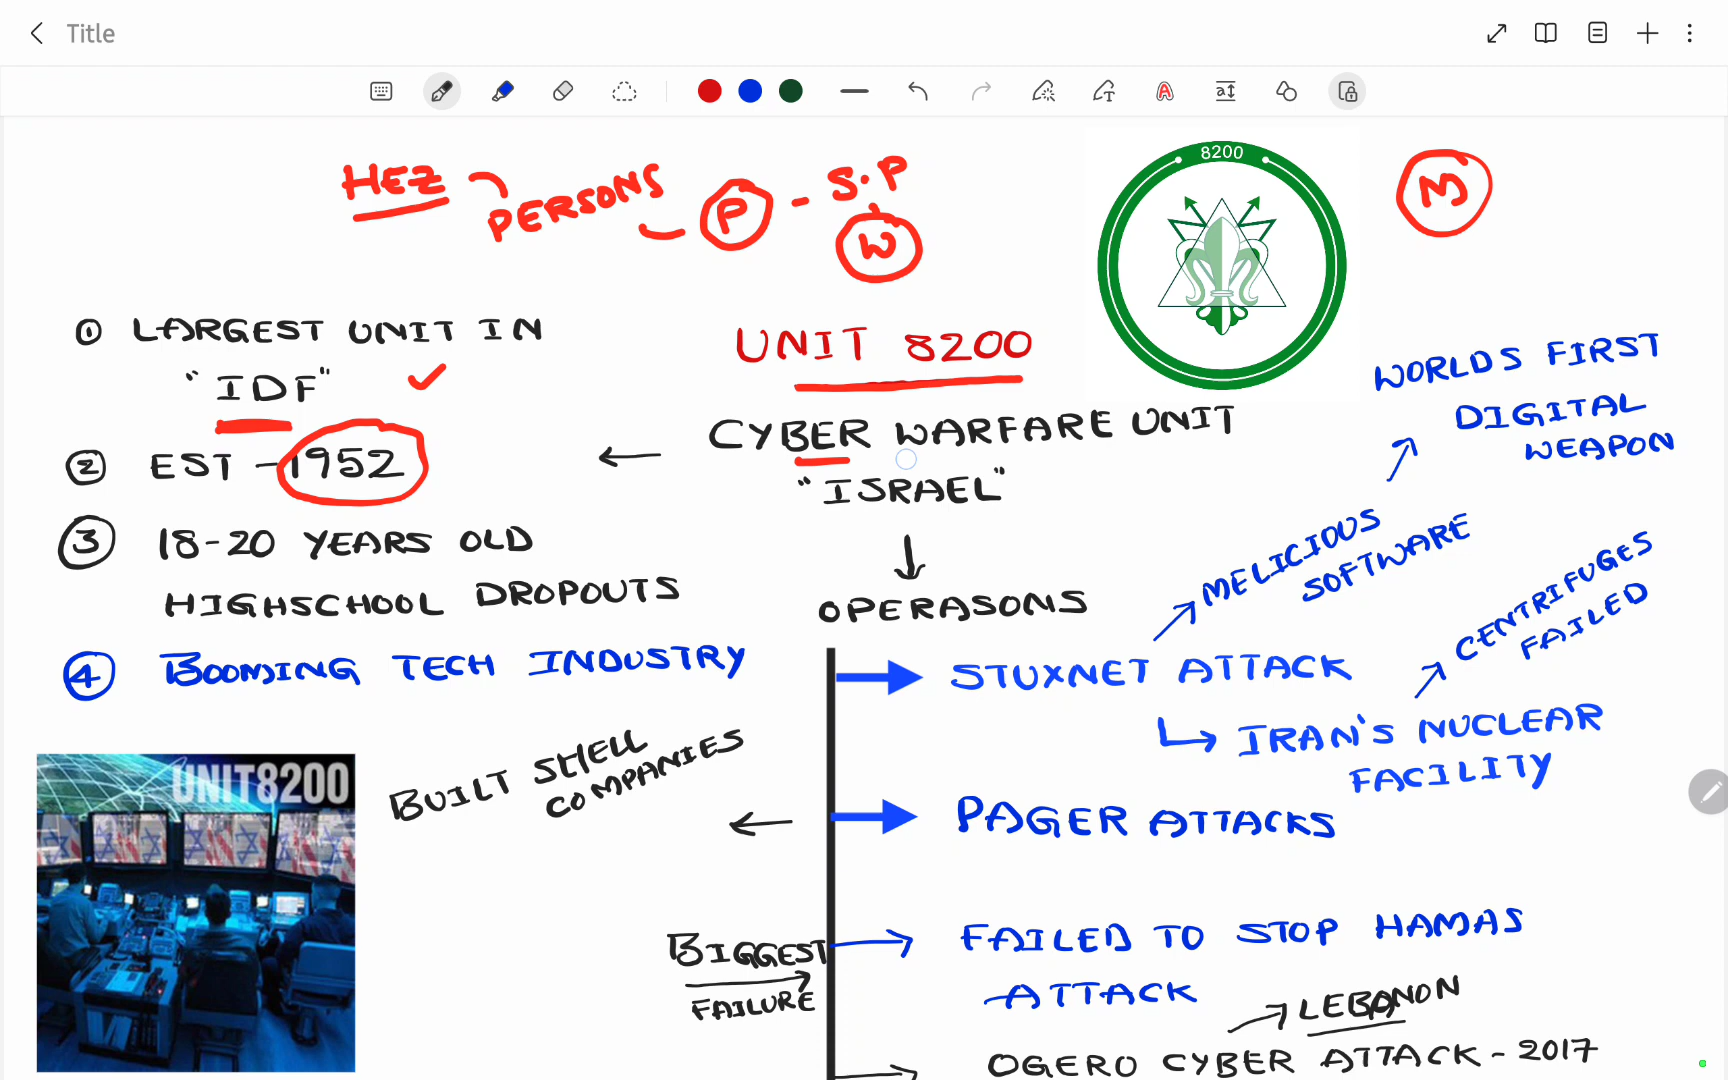 Title
HEZ
PERSONS
P - S.P
W
8200
M
① LARGEST UNIT IN
"IDF"
② EST - 1952
③ 18-20 YEARS OLD
HIGHSCHOOL DROPOUTS
④ BOOMING TECH INDUSTRY
UNIT 8200
CYBER WARFARE UNIT
"ISRAEL"
OPERASONS
WORLDS FIRST
DIGITAL
WEAPON
MELICIOUS
SOFTWARE
CENTRIFUGES
FAILED
STUXNET ATTACK
IRAN'S NUCLEAR
FACILITY
BUILT SHELL
COMPANIES
PAGER ATTACKS
BIGGEST
FAILURE
FAILED TO STOP HAMAS
ATTACK
LEBANON
OGERO CYBER ATTACK - 2017
UNIT8200